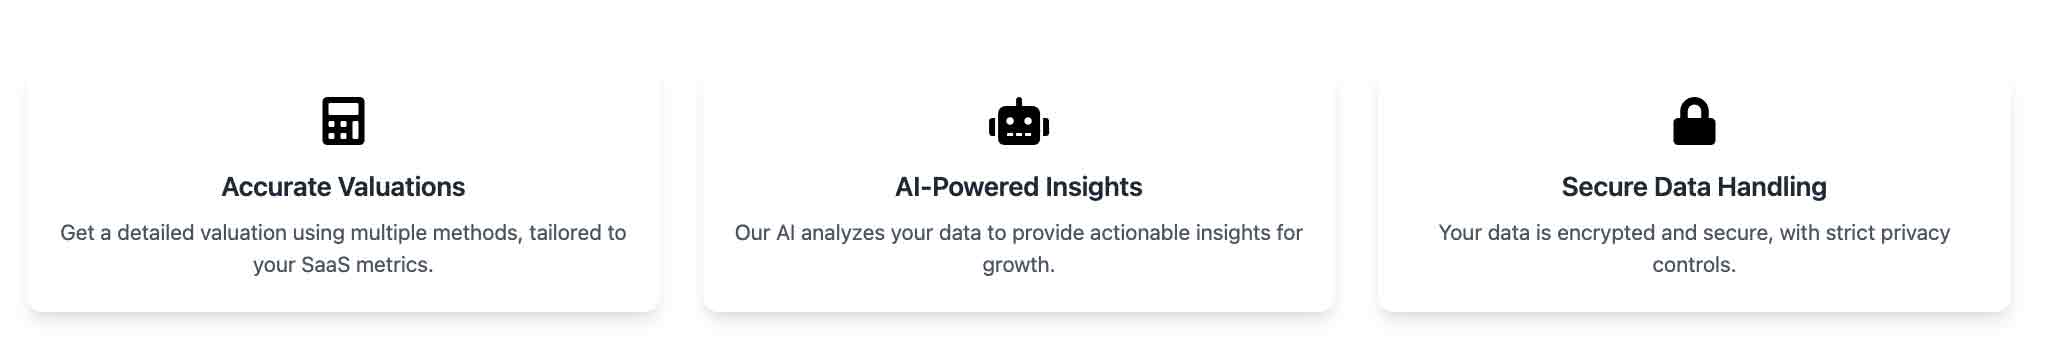 Accurate Valuations
Get a detailed valuation using multiple methods, tailored to
your SaaS metrics.
AI-Powered Insights
Our AI analyzes your data to provide actionable insights for
growth.
Secure Data Handling
Your data is encrypted and secure, with strict privacy
controls.